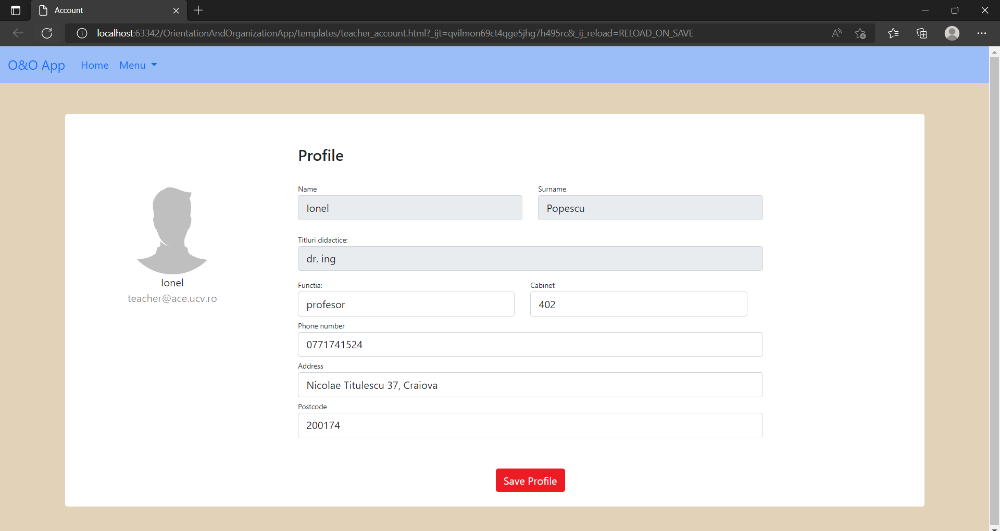 Account
localhost:63342/OrientationAndOrganizationApp/templates/teacher_account.html?_ijt=qvilmon69ct4qge5jhg7h495rc&_ij_reload=RELOAD_ON_SAVE
O&O App Home Menu
Profile
Name Surname
Ionel Popescu
Titluri didactice:
dr. ing
Ionel
teacher@ace.ucv.ro
Functia: Cabinet
profesor 402
Phone number
0771741524
Address
Nicolae Titulescu 37, Craiova
Postcode
200174
Save Profile